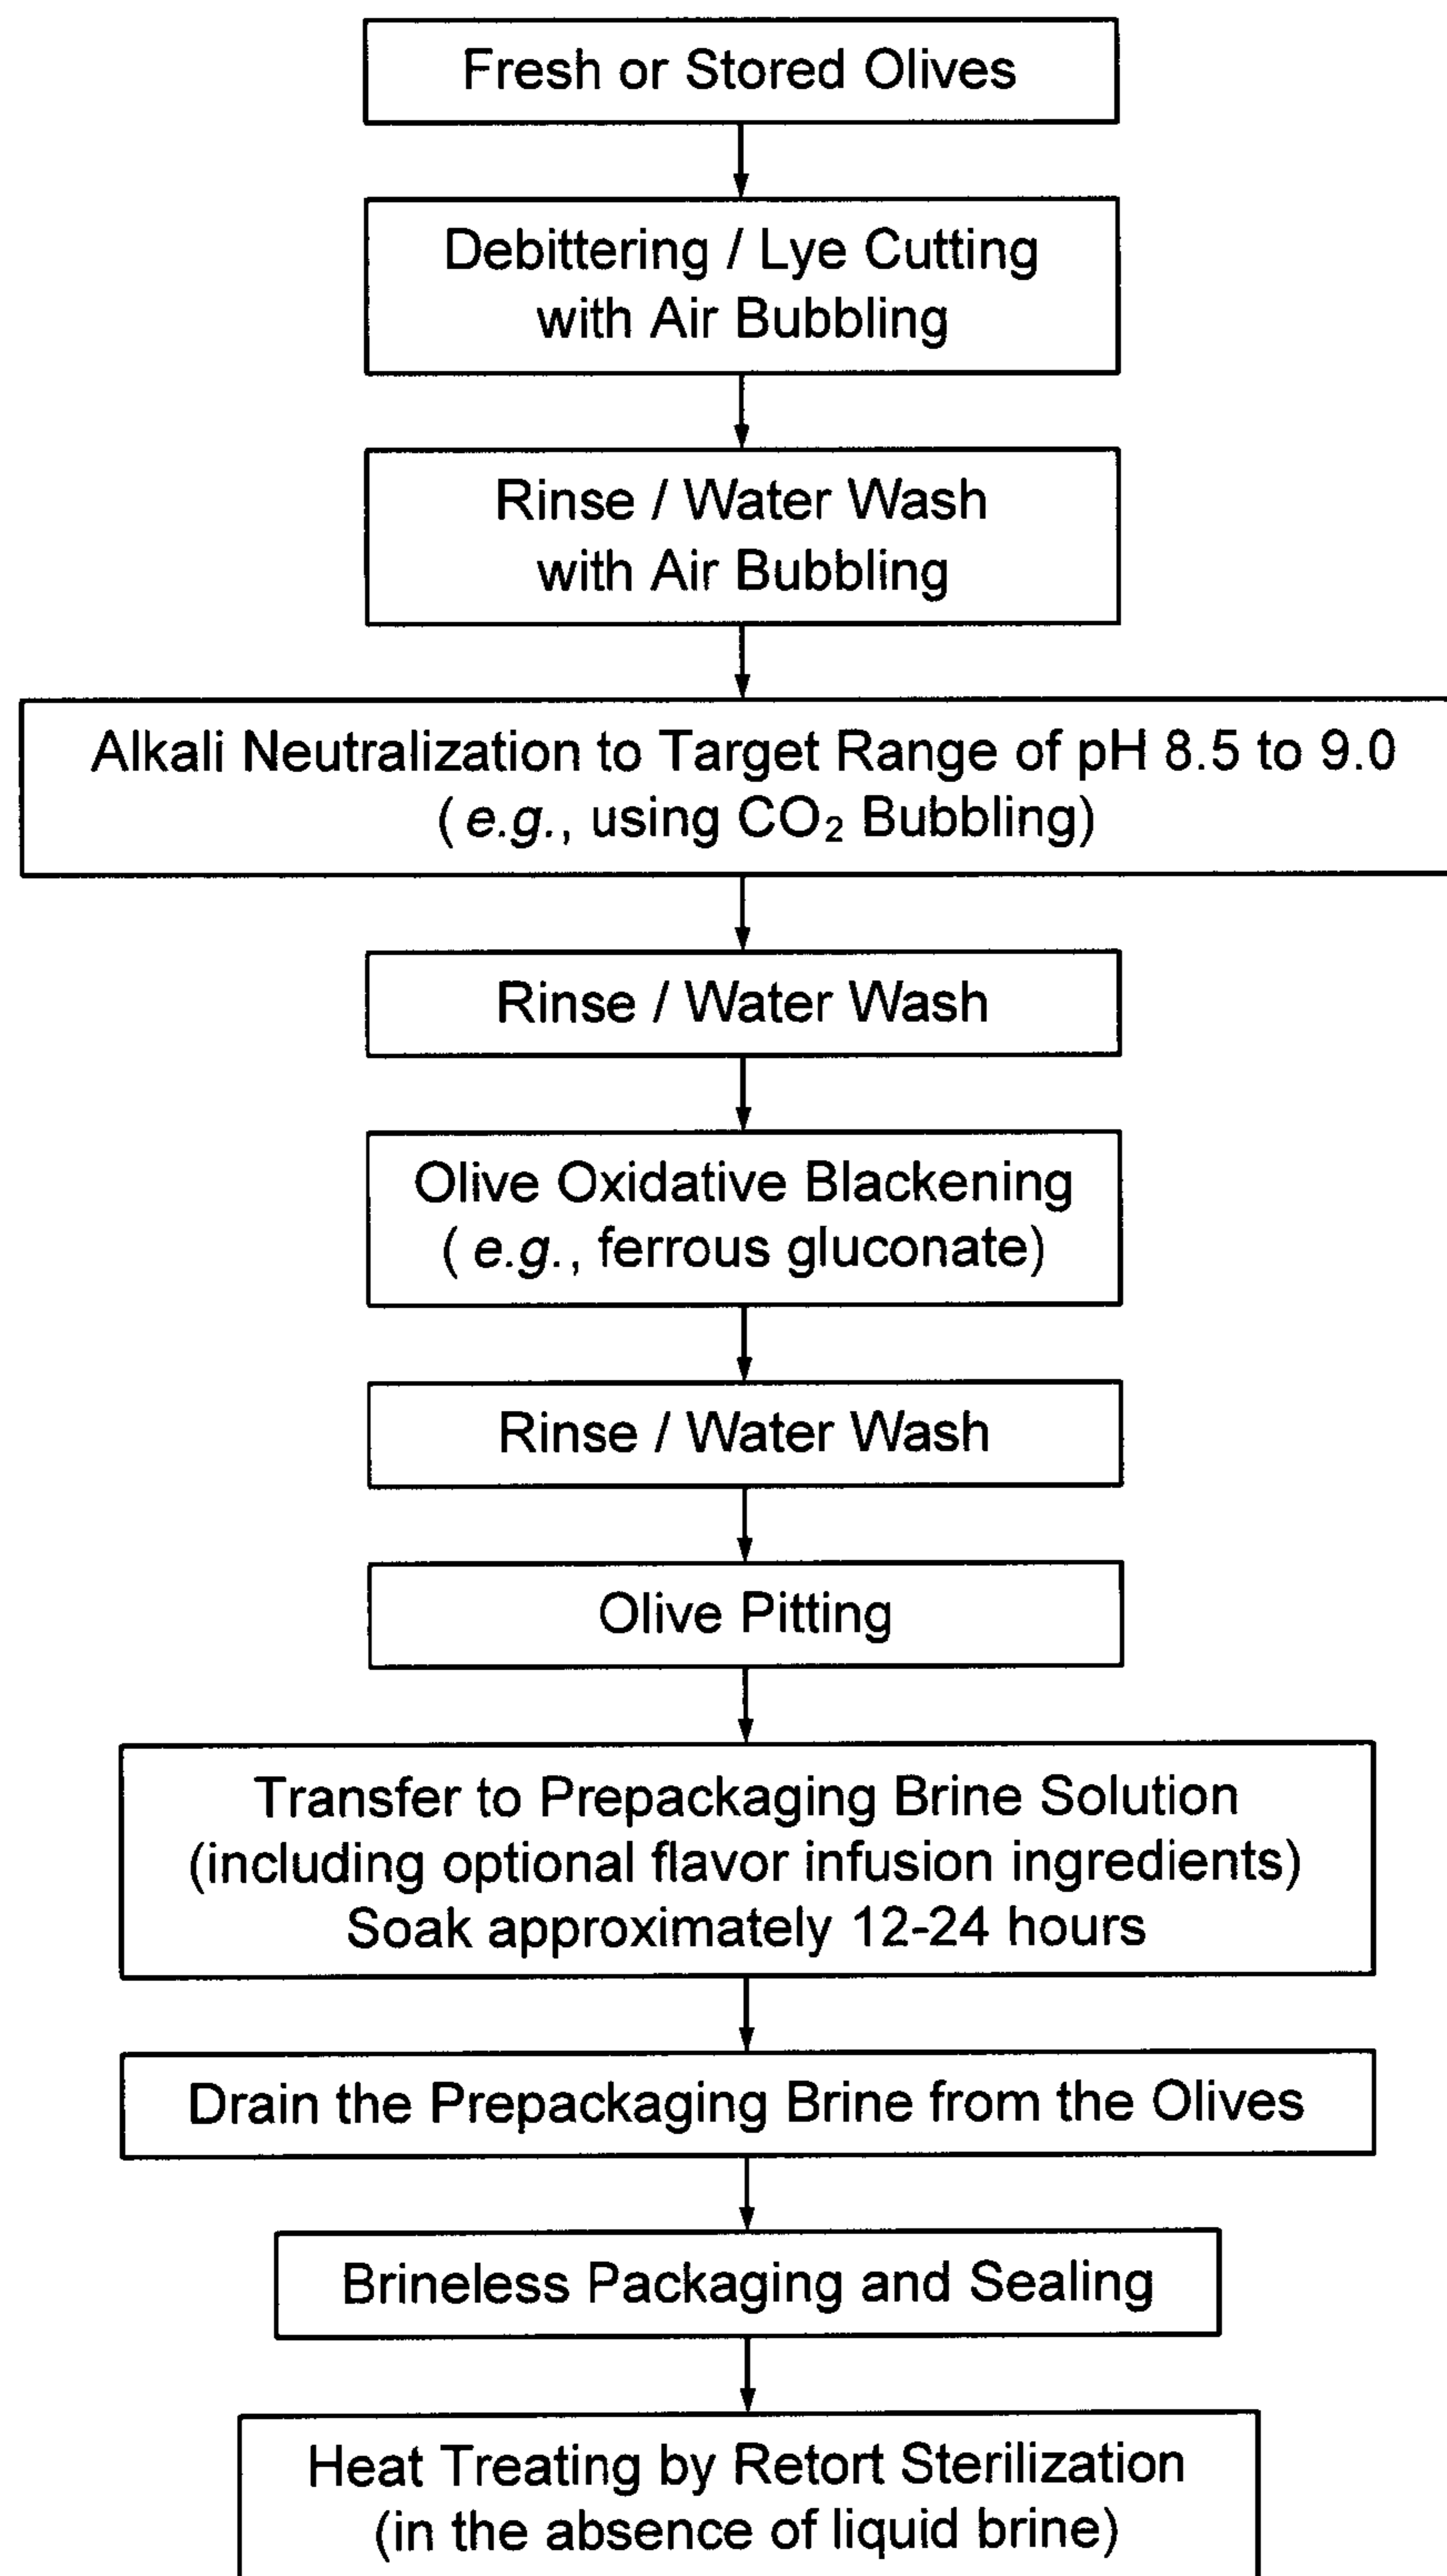 Fresh or Stored Olives
Debittering / Lye Cutting
with Air Bubbling
Rinse / Water Wash
with Air Bubbling
Alkali Neutralization to Target Range of pH 8.5 to 9.0
( e.g., using CO₂ Bubbling)
Rinse / Water Wash
Olive Oxidative Blackening
( e.g., ferrous gluconate)
Rinse / Water Wash
Olive Pitting
Transfer to Prepackaging Brine Solution
(including optional flavor infusion ingredients)
Soak approximately 12-24 hours
Drain the Prepackaging Brine from the Olives
Brineless Packaging and Sealing
Heat Treating by Retort Sterilization
(in the absence of liquid brine)